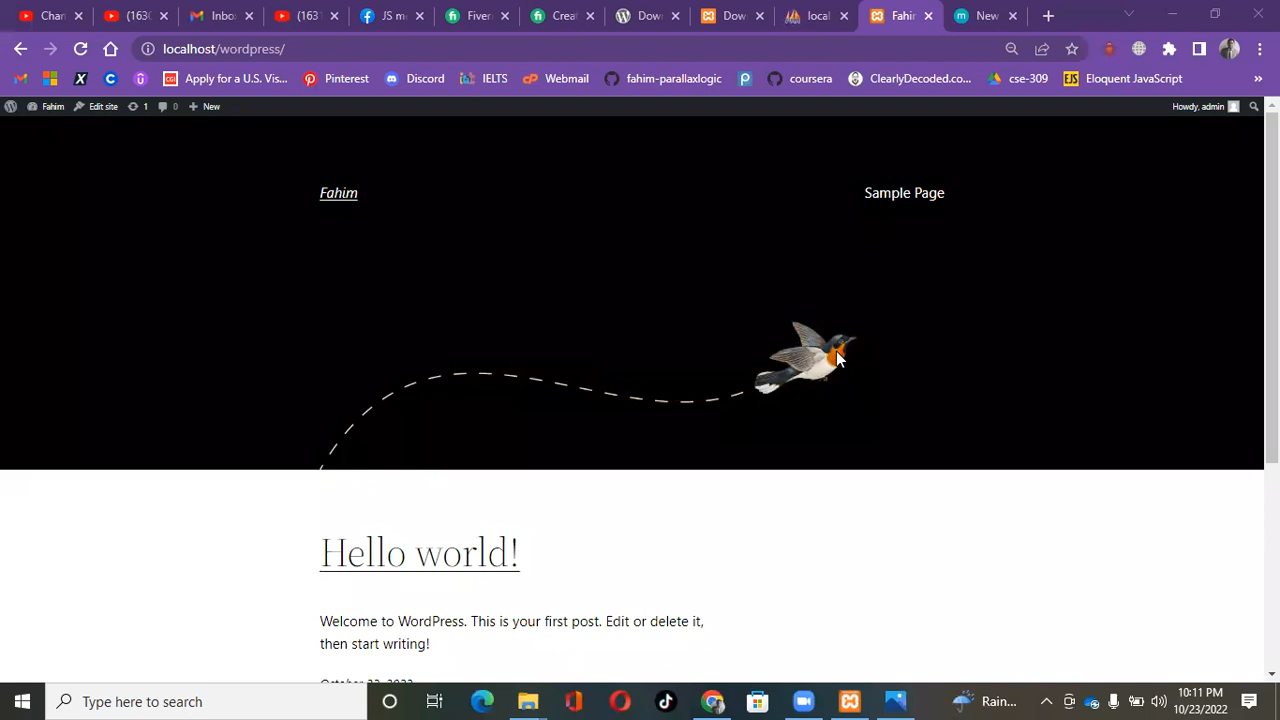 Chan
(163(
Inbo
(1631
JS m
Fiver
Creat
Dow
Dow
local
Fahin
New
localhost/wordpress/
Apply for a U.S. Vis...
Pinterest
Discord
IELTS
Webmail
fahim-parallaxlogic
coursera
ClearlyDecoded.co...
cse-309
Eloquent JavaScript
Fahim
Edit site
1
0
New
Howdy, admin
Fahim
Sample Page
Hello world!
Welcome to WordPress. This is your first post. Edit or delete it,
then start writing!
Type here to search
Rain...
10:11 PM
10/23/2022